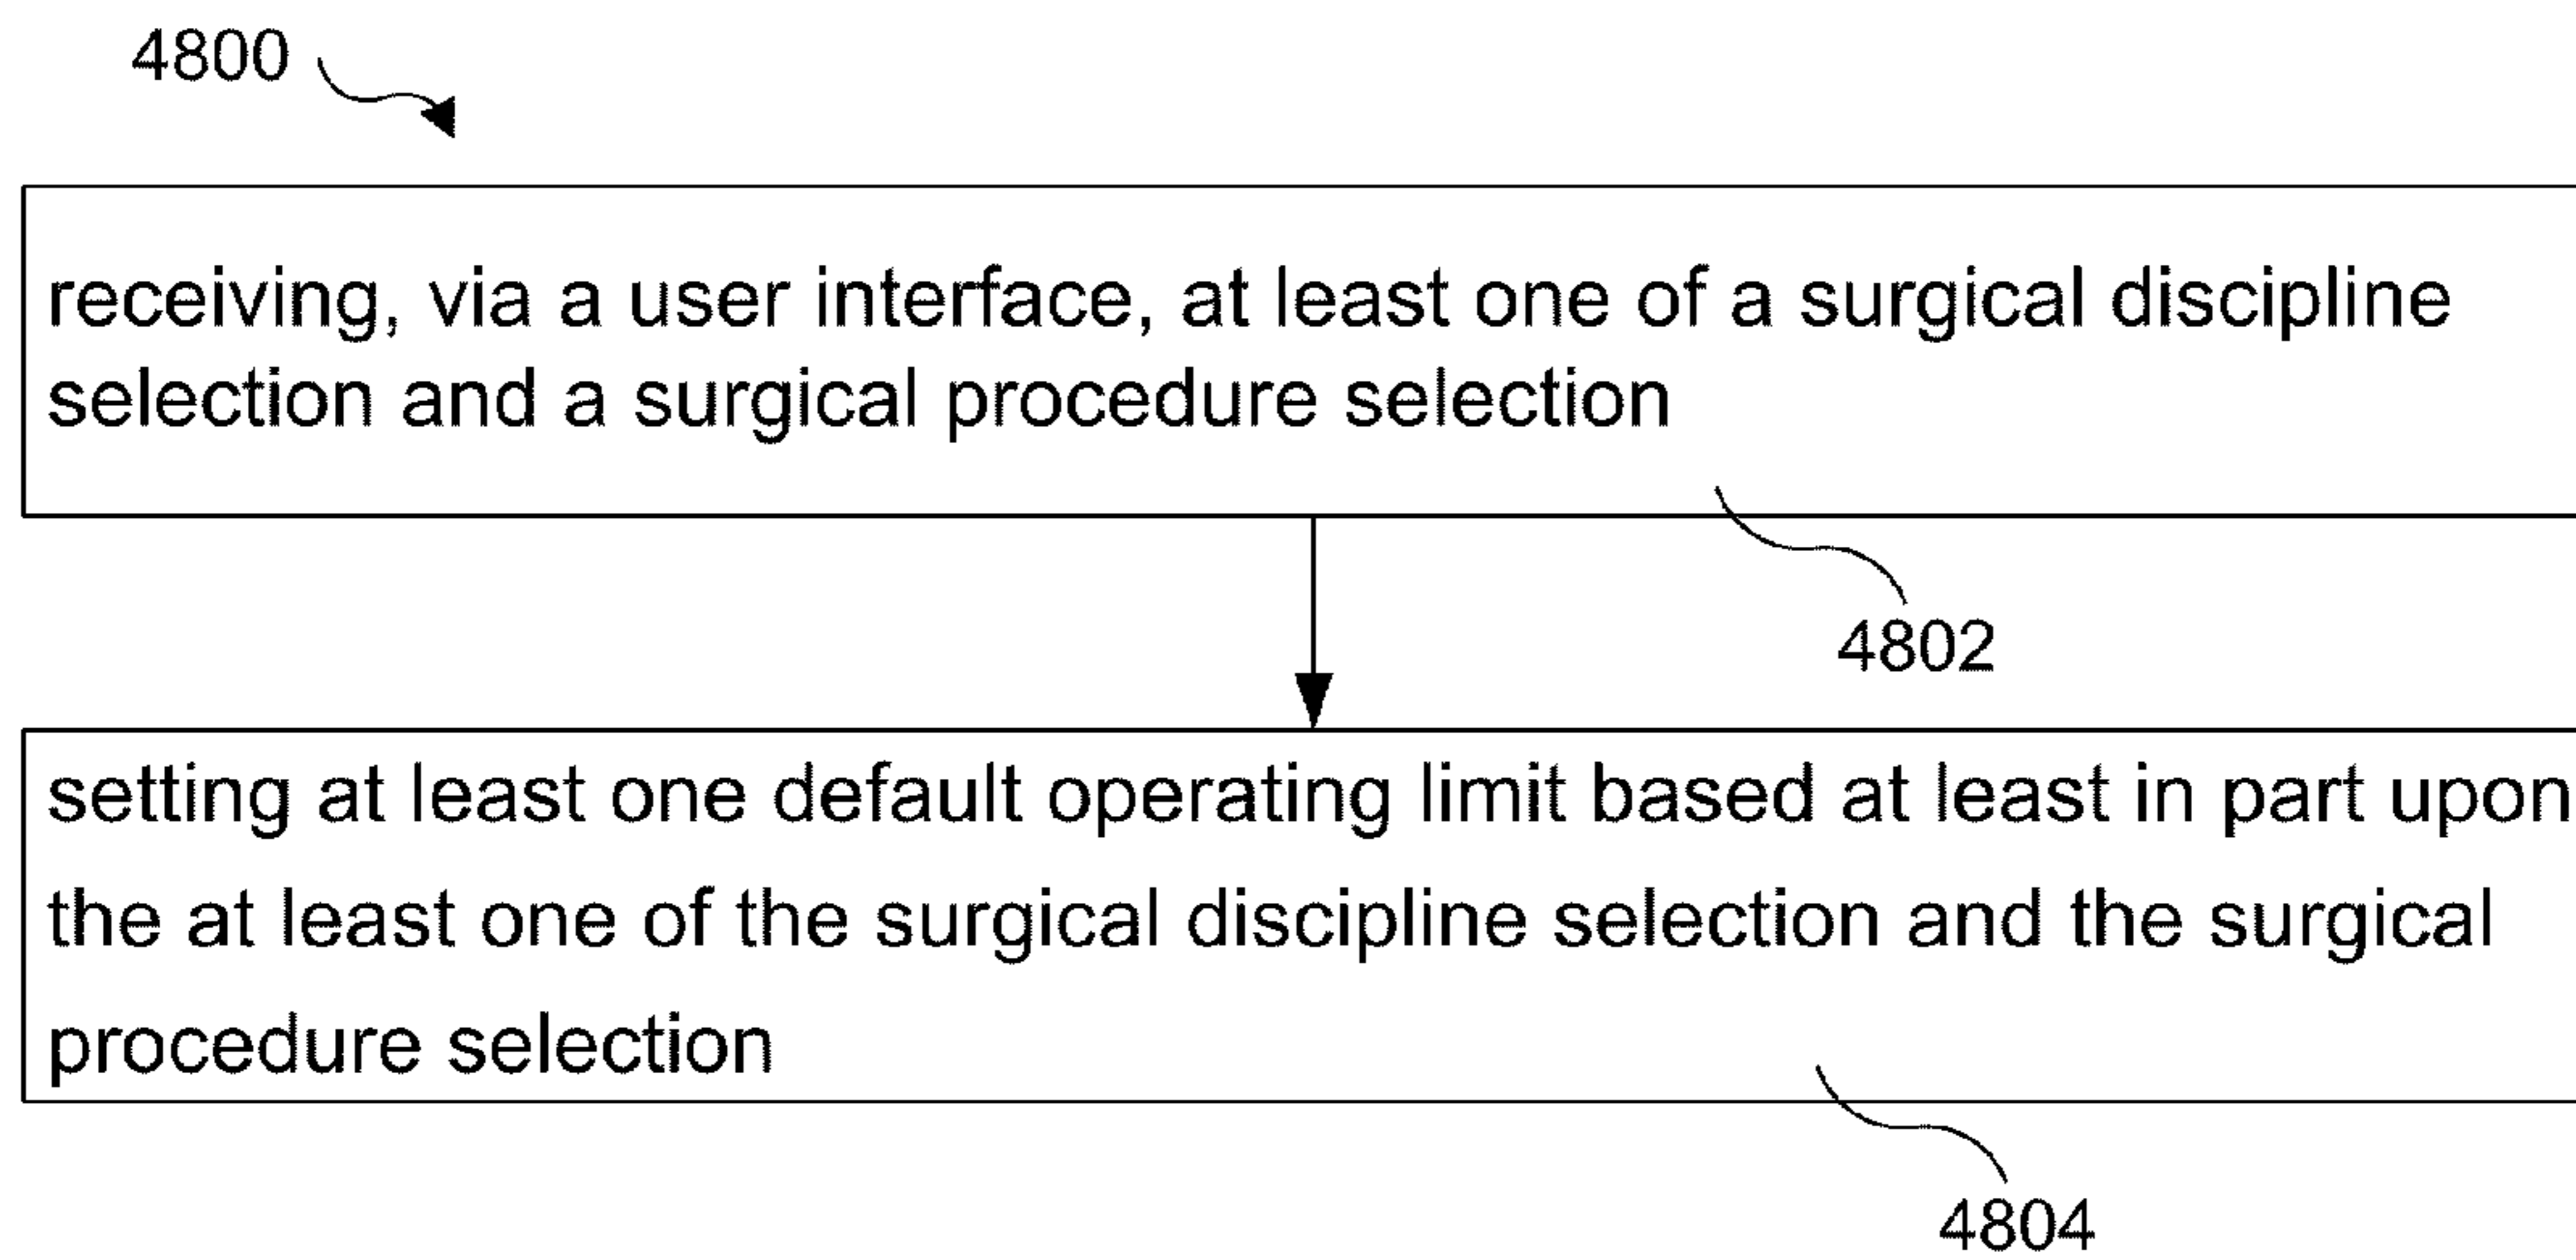 4800
receiving, via a user interface, at least one of a surgical discipline
selection and a surgical procedure selection
4802
setting at least one default operating limit based at least in part upon
the at least one of the surgical discipline selection and the surgical
procedure selection
4804